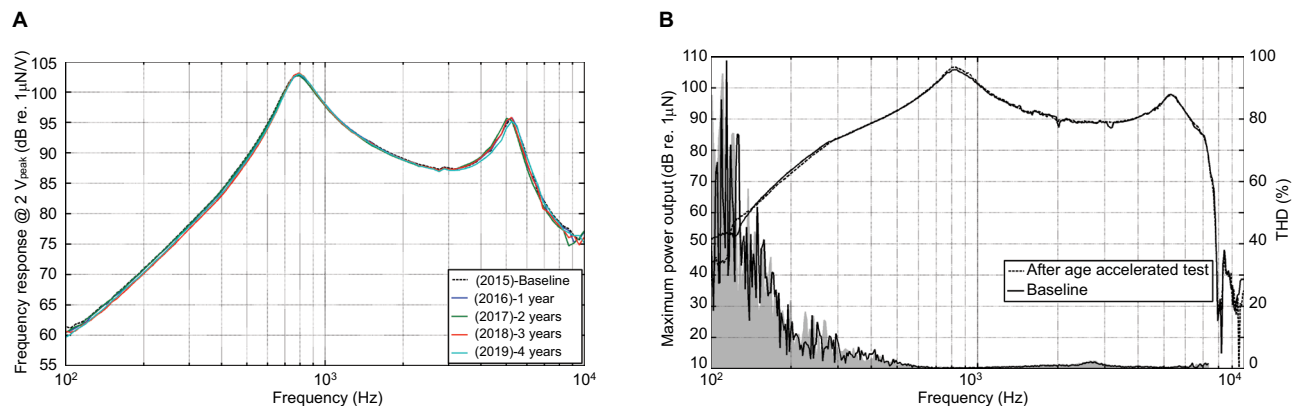 A
B
Frequency response @ 2 Vpeak (dB re. 1µN/V)
105
100
95
90
85
80
75
70
65
60
55
(2015)-Baseline
(2016)-1 year
(2017)-2 years
(2018)-3 years
(2019)-4 years
10²
10³
10⁴
Frequency (Hz)
Maximum power output (dB re. 1µN)
110
100
90
80
70
60
50
40
30
20
10
After age accelerated test
Baseline
100
80
60
40
20
0
THD (%)
10²
10³
10⁴
Frequency (Hz)